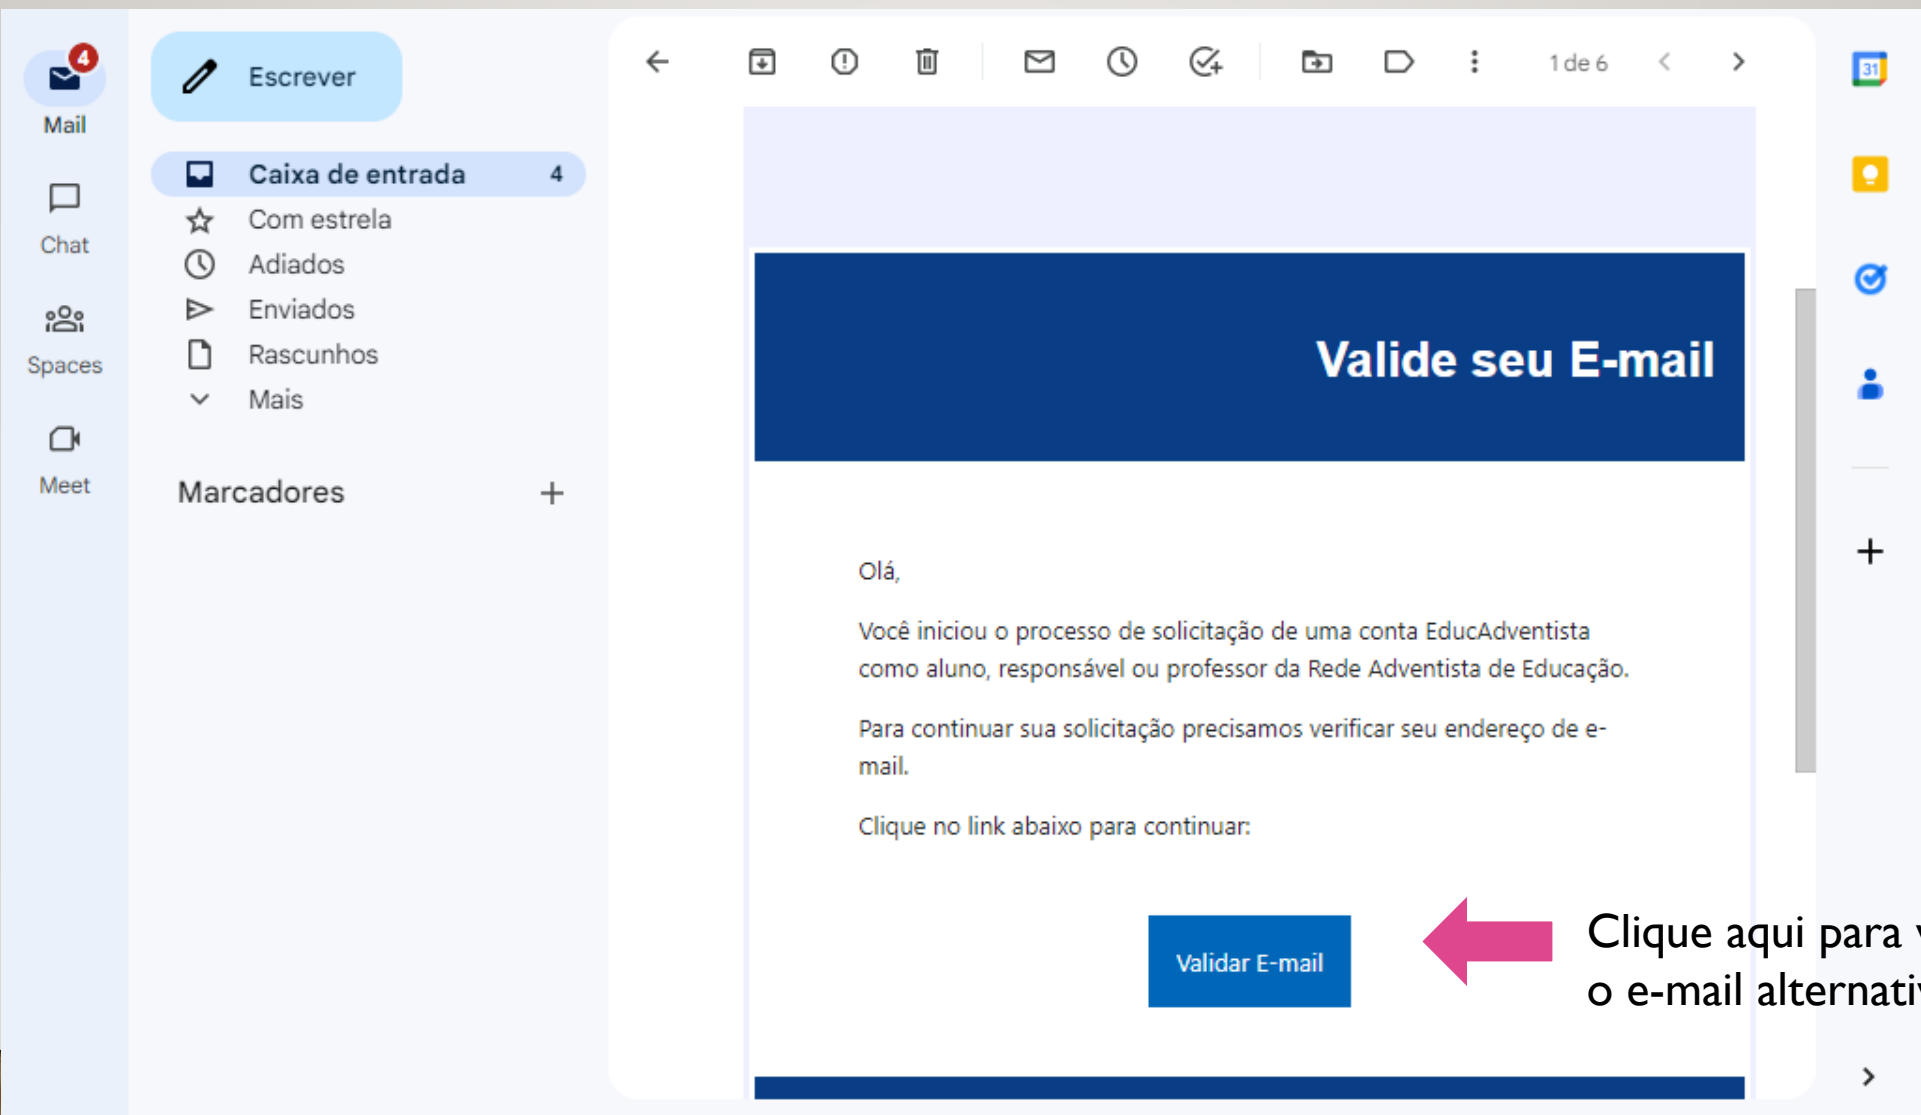 4
Mail
Chat
Spaces
Meet
Escrever
Caixa de entrada 4
Com estrela
Adiados
Enviados
Rascunhos
Mais
Marcadores
1 de 6
31
Valide seu E-mail
Olá,
Você iniciou o processo de solicitação de uma conta EducAdventista
como aluno, responsável ou professor da Rede Adventista de Educação.
Para continuar sua solicitação precisamos verificar seu endereço de e-
mail.
Clique no link abaixo para continuar:
Validar E-mail
Clique aqui para
o e-mail